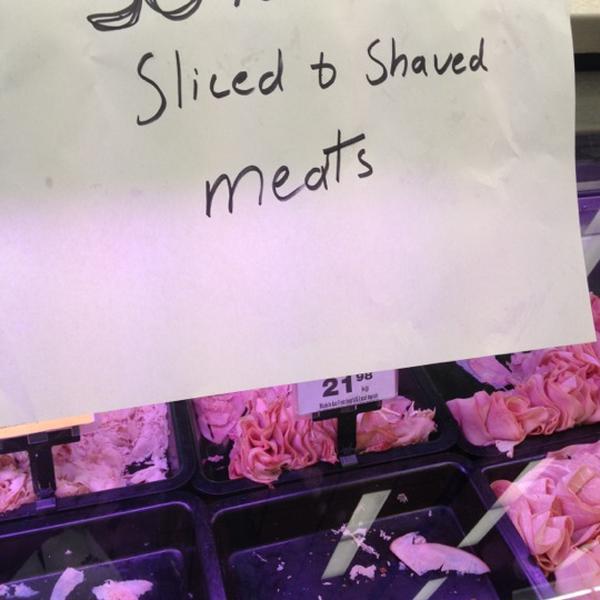 Sliced & Shaved
meats
21 98
kg